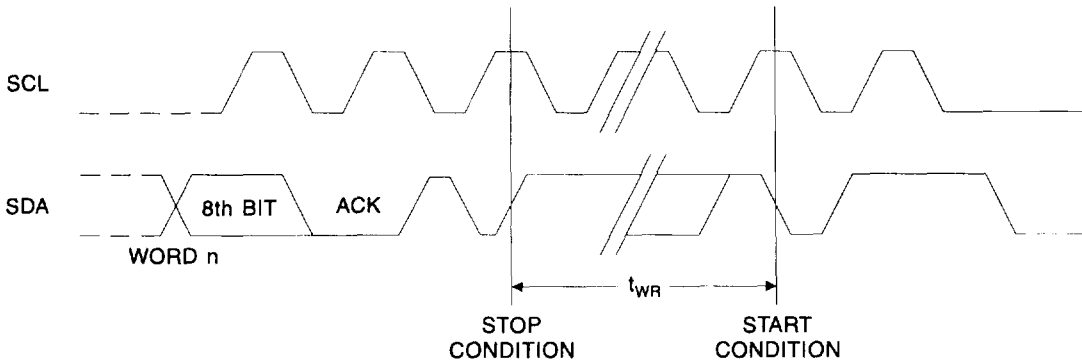 SCL
SDA
8th BIT
ACK
WORD n
tWR
STOP
CONDITION
START
CONDITION